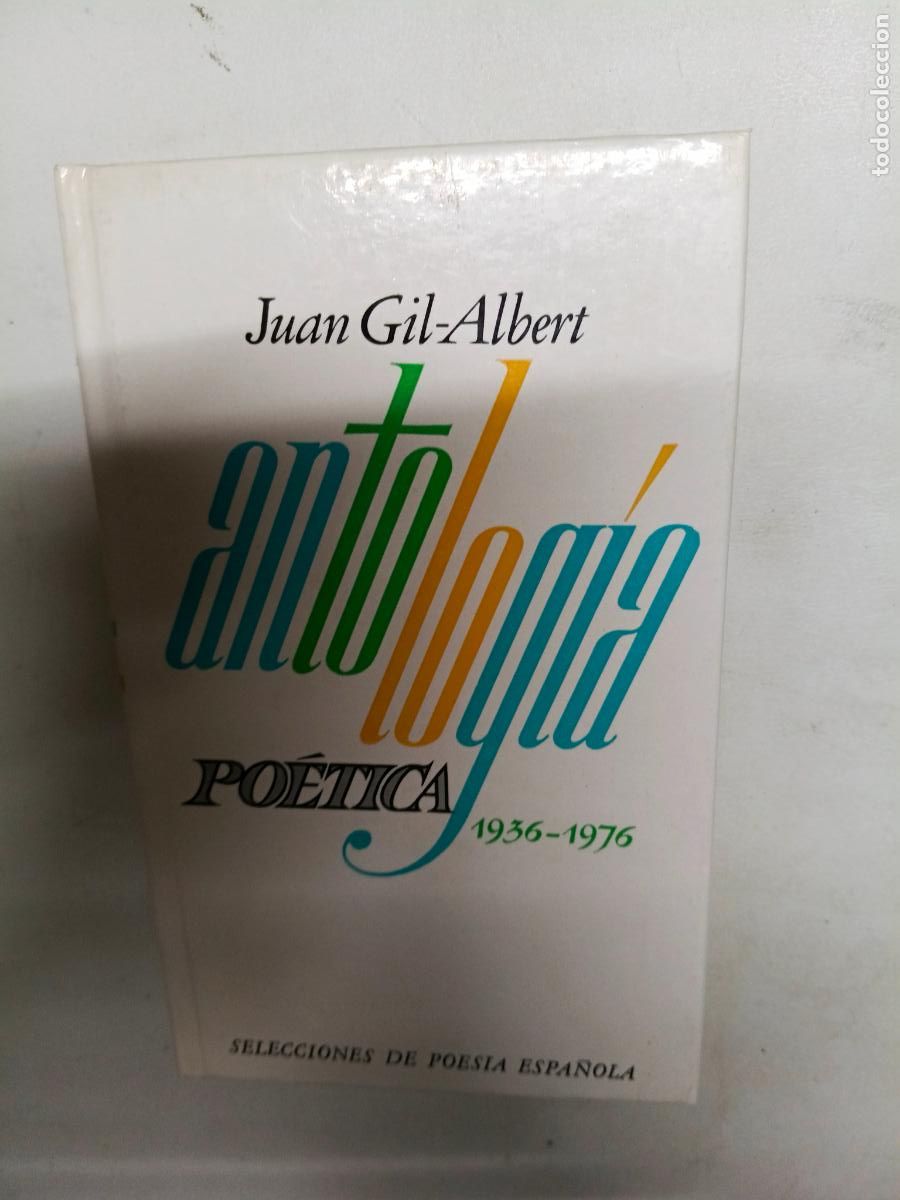 Juan Gil-Albert
antología
POÉTICA
1936-1976
SELECCIONES DE POESIA ESPAÑOLA
todocoleccion